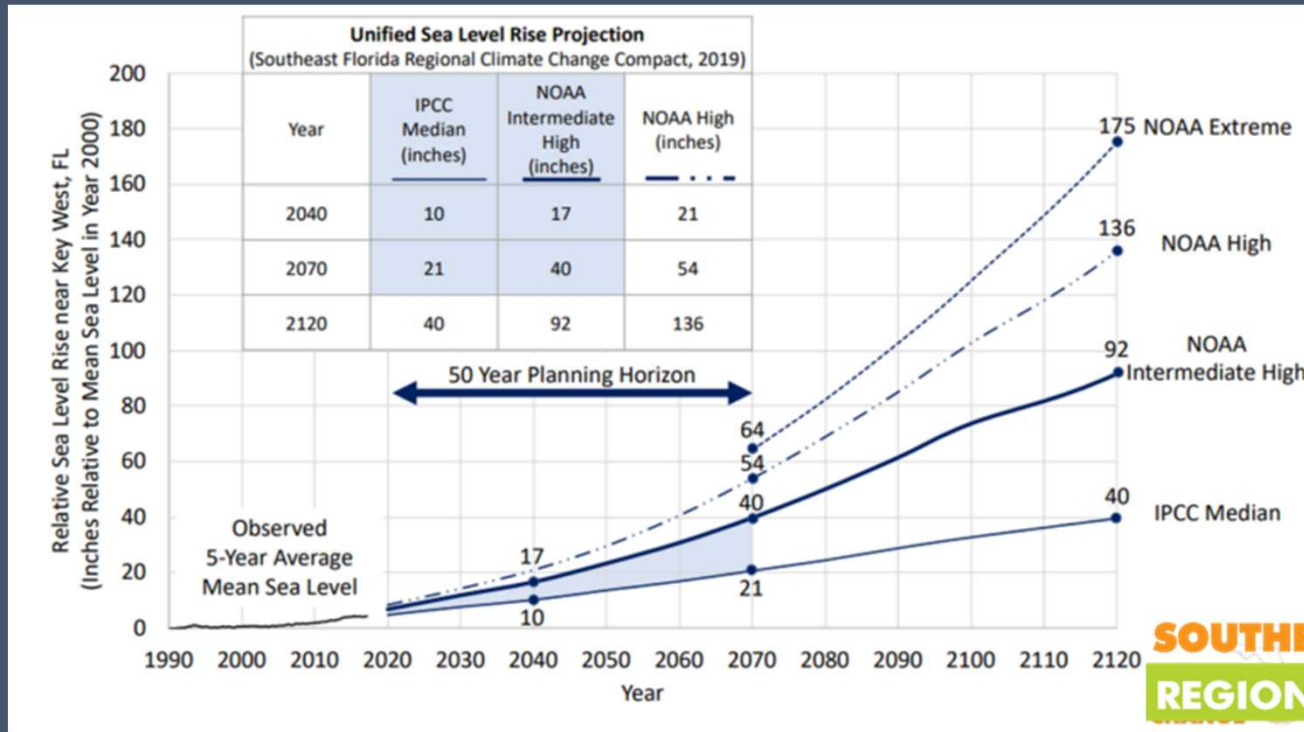 Unified Sea Level Rise Projection
(Southeast Florida Regional Climate Change Compact, 2019)
Year
IPCC
Median
(inches)
NOAA
Intermediate
High
(inches)
NOAA High
(inches)
2040 10 17 21
2070 21 40 54
2120 40 92 136
Relative Sea Level Rise near Key West, FL
(Inches Relative to Mean Sea Level in Year 2000)
200
180
160
140
120
100
80
60
40
20
0
50 Year Planning Horizon
Observed
5-Year Average
Mean Sea Level
17
10
64
54
40
21
175 NOAA Extreme
136
NOAA High
92
NOAA
Intermediate High
40
IPCC Median
1990 2000 2010 2020 2030 2040 2050 2060 2070 2080 2090 2100 2110 2120
Year
SOUTHE
REGION
CHANGE